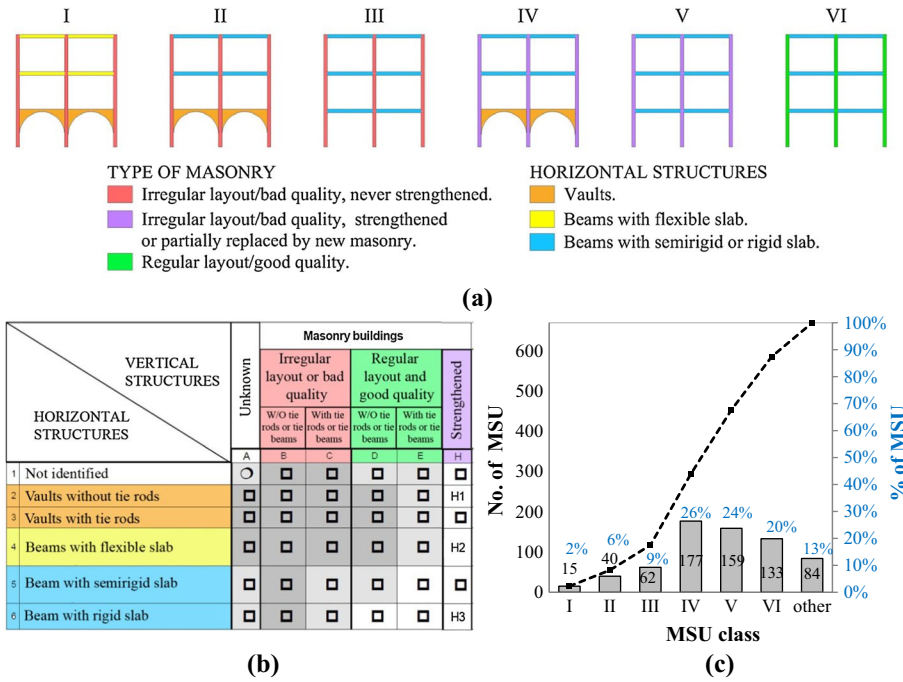 I II III IV V VI
TYPE OF MASONRY
Irregular layout/bad quality, never strengthened.
Irregular layout/bad quality, strengthened
or partially replaced by new masonry.
Regular layout/good quality.
HORIZONTAL STRUCTURES
Vaults.
Beams with flexible slab.
Beams with semirigid or rigid slab.
(a)
VERTICAL
STRUCTURES
HORIZONTAL
STRUCTURES
Unknown
Masonry buildings
Irregular
layout or bad
quality
Regular
layout and
good quality
Strengthened
W/O tie
rods or tie
beams
With tie
rods or tie
beams
W/O tie
rods or tie
beams
With tie
rods or tie
beams
A B C D E H
1 Not identified
2 Vaults without tie rods H1
3 Vaults with tie rods
4 Beams with flexible slab H2
5 Beam with semirigid slab
6 Beam with rigid slab H3
(b)
No. of MSU
600
500
400
300
200
100
0
100%
90%
80%
70%
60%
50%
40%
30%
20%
10%
0%
% of MSU
2% 6% 9% 26% 24% 20% 13%
15 40 62 177 159 133 84
I II III IV V VI other
MSU class
(c)